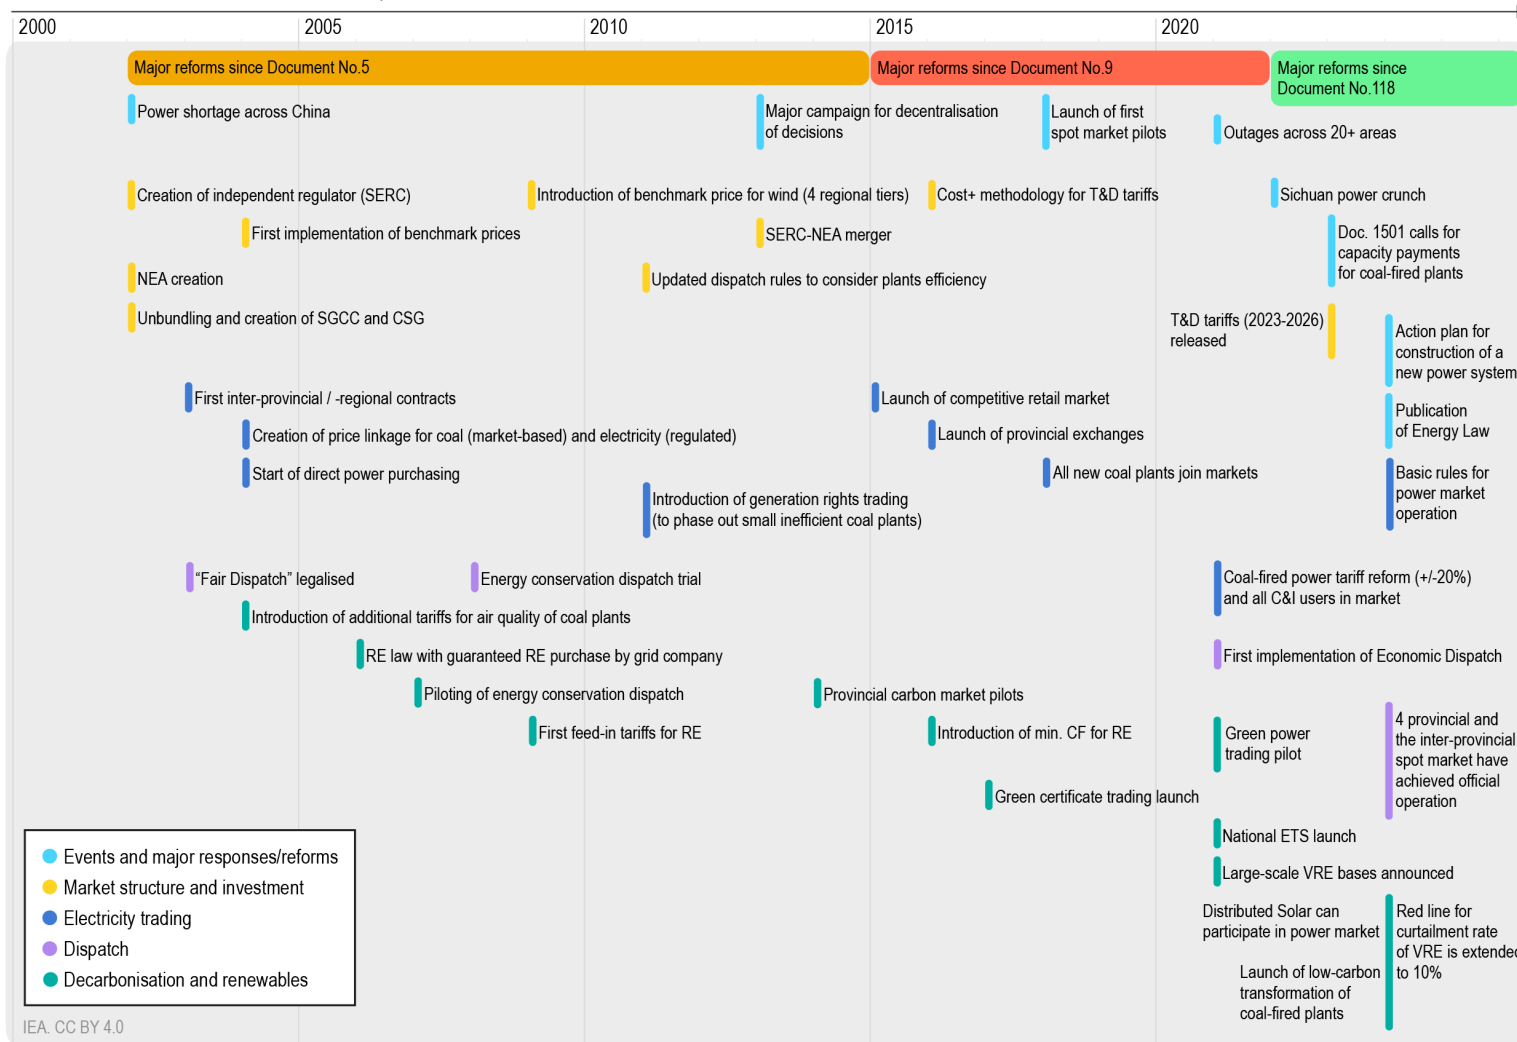 2000
2005
2010
2015
2020
Major reforms since Document No.5
Major reforms since Document No.9
Major reforms since
Document No.118
Power shortage across China
Major campaign for decentralisation
of decisions
Launch of first
spot market pilots
Outages across 20+ areas
Creation of independent regulator (SERC)
Introduction of benchmark price for wind (4 regional tiers)
Cost+ methodology for T&D tariffs
Sichuan power crunch
First implementation of benchmark prices
SERC-NEA merger
Doc. 1501 calls for
capacity payments
for coal-fired plants
NEA creation
Updated dispatch rules to consider plants efficiency
Unbundling and creation of SGCC and CSG
T&D tariffs (2023-2026)
released
Action plan for
construction of a
new power system
First inter-provincial / -regional contracts
Launch of competitive retail market
Publication
of Energy Law
Creation of price linkage for coal (market-based) and electricity (regulated)
Launch of provincial exchanges
Start of direct power purchasing
All new coal plants join markets
Basic rules for
power market
operation
Introduction of generation rights trading
(to phase out small inefficient coal plants)
“Fair Dispatch” legalised
Energy conservation dispatch trial
Coal-fired power tariff reform (+/-20%)
and all C&I users in market
Introduction of additional tariffs for air quality of coal plants
RE law with guaranteed RE purchase by grid company
First implementation of Economic Dispatch
Piloting of energy conservation dispatch
Provincial carbon market pilots
First feed-in tariffs for RE
Introduction of min. CF for RE
Green power
trading pilot
4 provincial and
the inter-provincial
spot market have
achieved official
operation
Green certificate trading launch
National ETS launch
Large-scale VRE bases announced
Distributed Solar can
participate in power market
Red line for
curtailment rate
of VRE is extended
to 10%
Launch of low-carbon
transformation of
coal-fired plants
Events and major responses/reforms
Market structure and investment
Electricity trading
Dispatch
Decarbonisation and renewables
IEA. CC BY 4.0